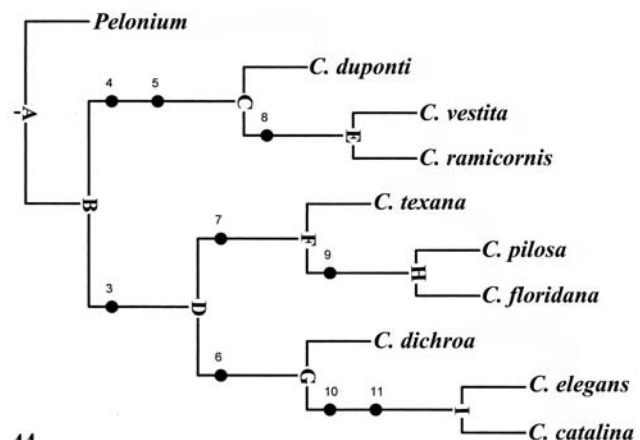 Pelonium
A
4 5
C. duponti
C
8
E
C. vestita
C. ramicornis
B
7
C. texana
F
9
H
C. pilosa
C. floridana
3
D
6
C. dichroa
G
10 11
I
C. elegans
C. catalina